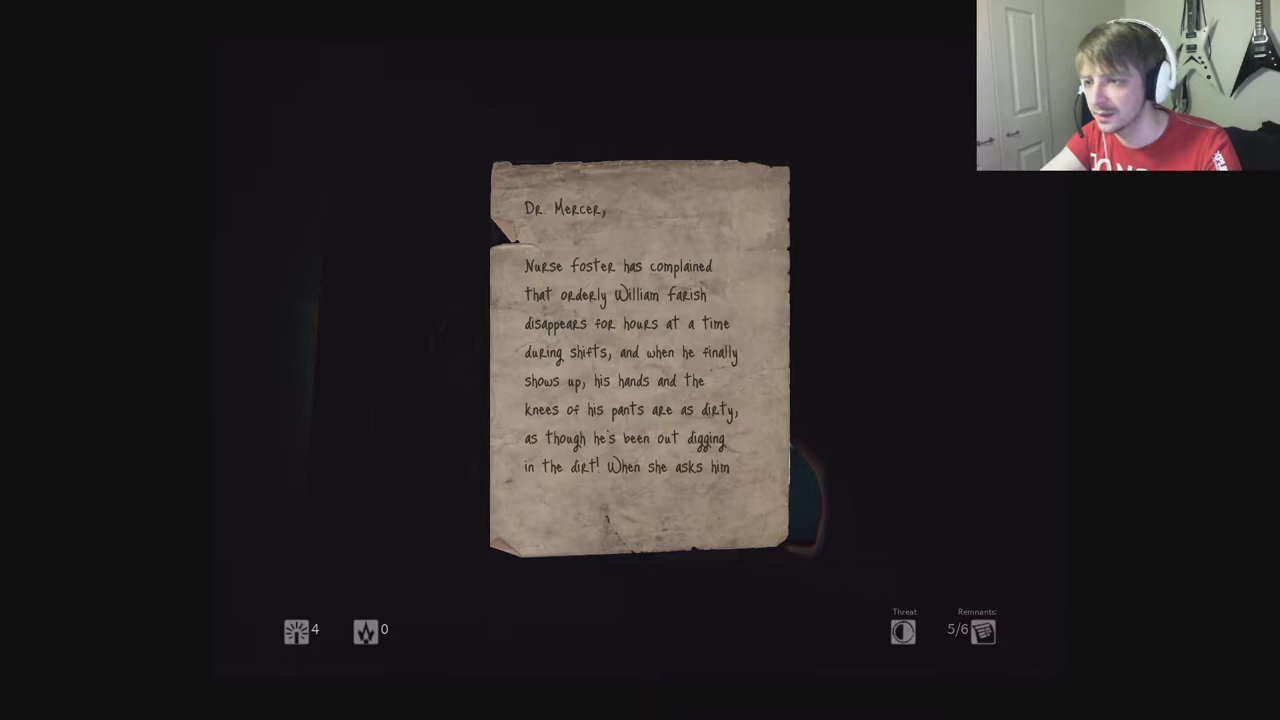 Dr. Mercer,
Nurse Foster has complained
that orderly William Farish
disappears for hours at a time
during shifts, and when he finally
shows up, his hands and the
knees of his pants are as dirty,
as though he's been out digging
in the dirt! When she asks him
4
0
Threat
Remnants:
5/6